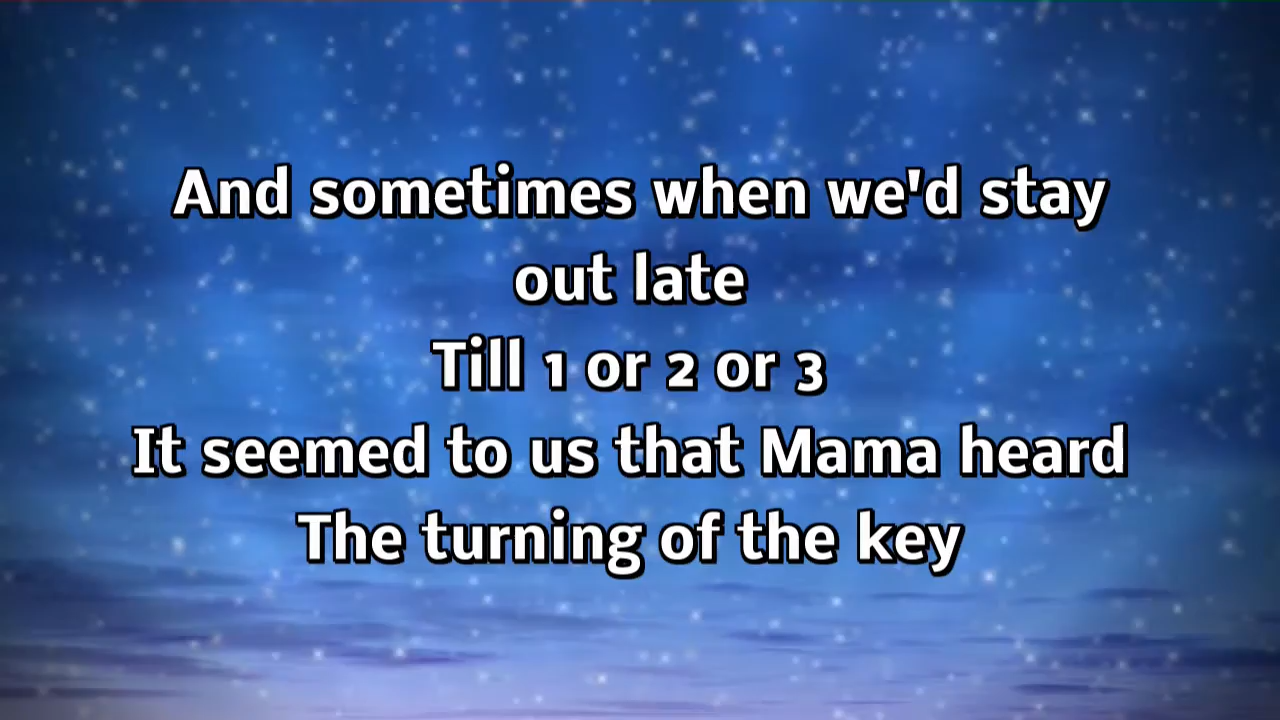 And sometimes when we'd stay
out late
Till 1 or 2 or 3
It seemed to us that Mama heard
The turning of the key